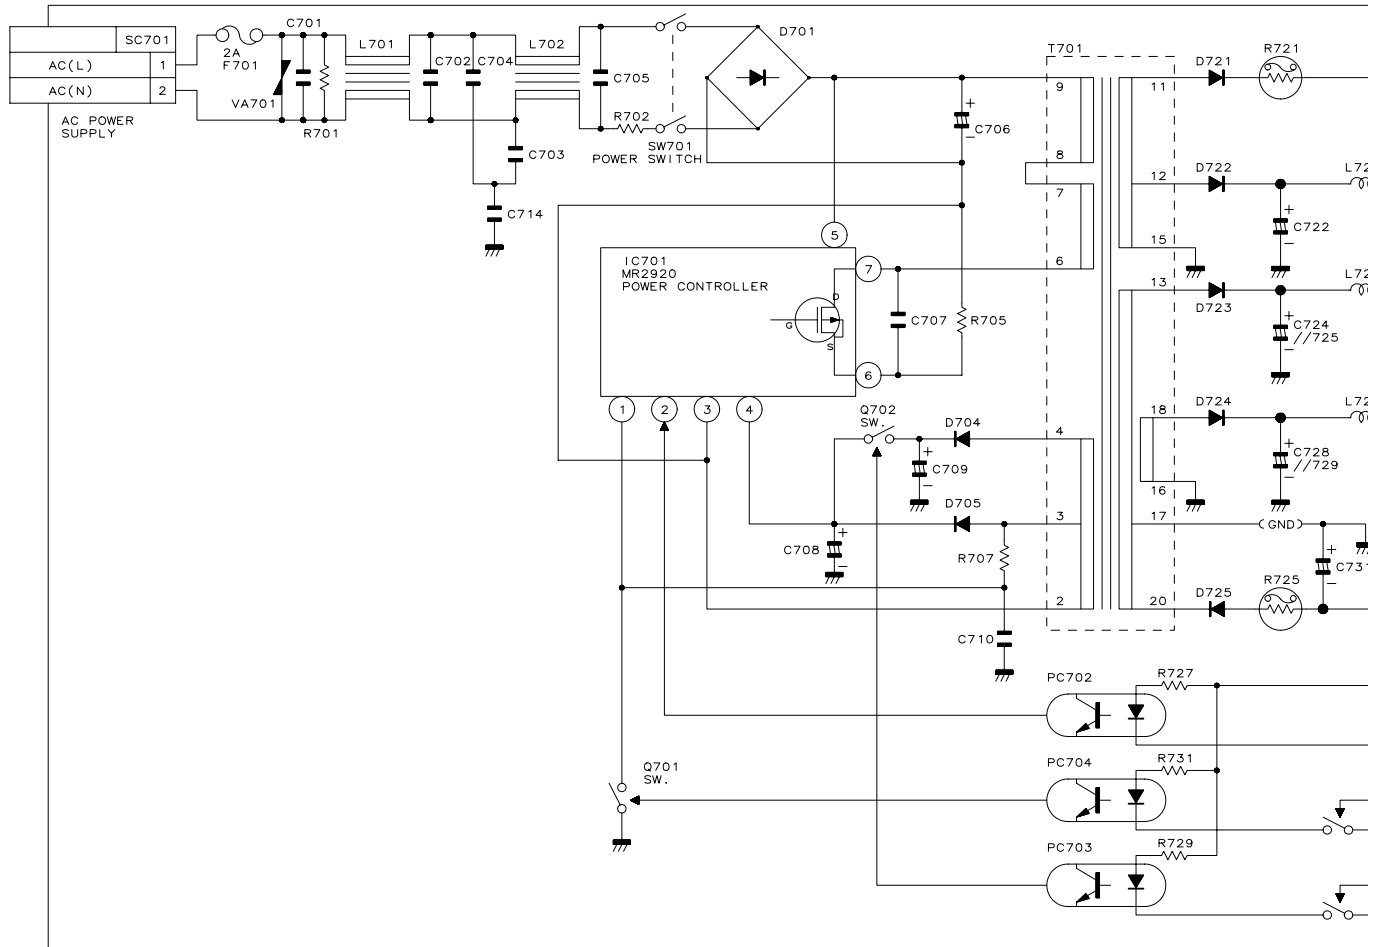 SC701
AC(L) 1
AC(N) 2
AC POWER
SUPPLY
2A
F701
C701
VA701
R701
L701
C702
C704
L702
C703
C714
C705
R702
SW701
POWER SWITCH
D701
+
C706
-
T701
9
8
7
6
4
3
2
11
12
15
13
18
16
17
20
D721
R721
D722
L72
+
C722
-
D723
L72
+
C724
//725
-
D724
L72
+
C728
//729
-
(GND)
+
C731
-
D725
R725
IC701
MR2920
POWER CONTROLLER
5
7
6
D
G
S
1
2
3
4
C707
R705
Q702
SW.
D704
+
C709
-
D705
+
C708
-
R707
C710
PC702
R727
PC704
R731
PC703
R729
Q701
SW.